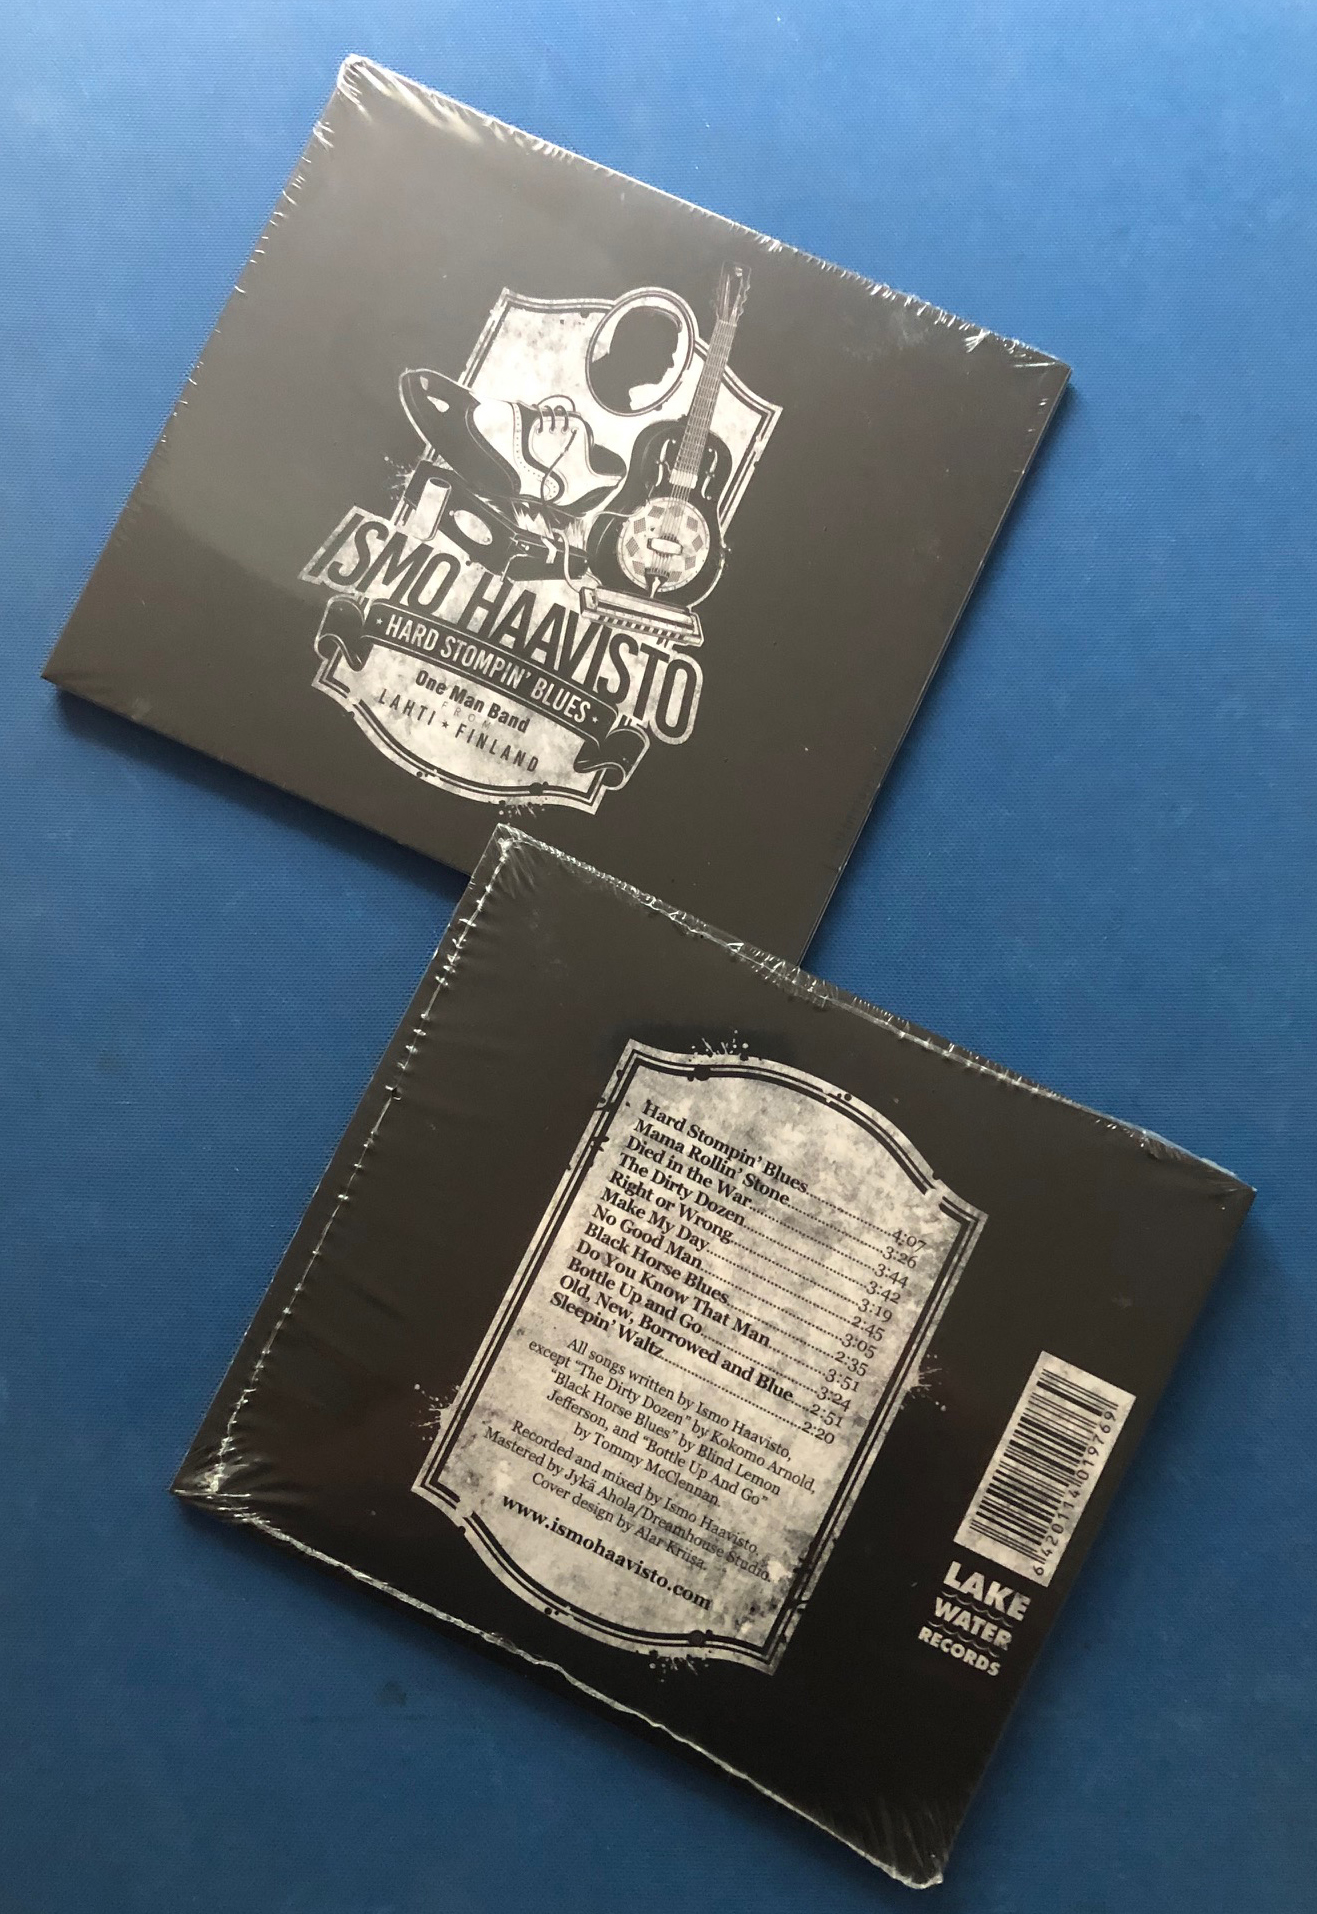 ISMO HAAVISTO
HARD STOMPIN' BLUES
One Man Band
FROM
LAHTI ★ FINLAND
Hard Stompin' Blues..........4:07
Mama Rollin' Stone..........3:26
Died in the War..........3:44
The Dirty Dozen..........3:42
Right or Wrong..........3:19
Make My Day..........2:45
No Good Man..........3:05
Black Horse Blues..........2:35
Do You Know That Man..........3:51
Bottle Up and Go..........3:24
Old, New, Borrowed and Blue..........2:51
Sleepin' Waltz..........2:20
All songs written by Ismo Haavisto,
except "The Dirty Dozen" by Kokomo Arnold,
"Black Horse Blues" by Blind Lemon
Jefferson, and "Bottle Up And Go"
by Tommy McClennan.
Recorded and mixed by Ismo Haavisto.
Mastered by Jykä Ahola/Dreamhouse Studio.
Cover design by Alar Kriisa.
www.ismohaavisto.com
6 420114 019769
LAKE
WATER
RECORDS